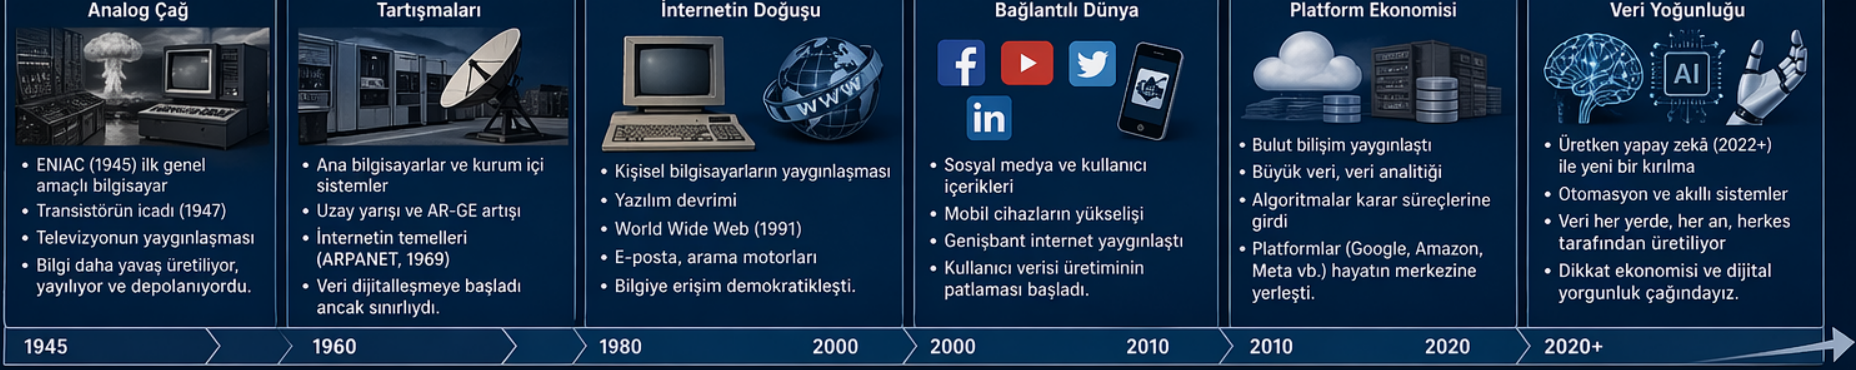 Analog Çağ
ENIAC (1945) ilk genel
amaçlı bilgisayar
Transistörün icadı (1947)
Televizyonun yaygınlaşması
Bilgi daha yavaş üretiliyor,
yayılıyor ve depolanıyordu.
1945
Tartışmaları
Ana bilgisayarlar ve kurum içi
sistemler
Uzay yarışı ve AR-GE artışı
İnternetin temelleri
(ARPANET, 1969)
Veri dijitalleşmeye başladı
ancak sınırlıydı.
1960
İnternetin Doğuşu
WWW
Kişisel bilgisayarların yaygınlaşması
Yazılım devrimi
World Wide Web (1991)
E-posta, arama motorları
Bilgiye erişim demokratikleşti.
1980 2000
Bağlantılı Dünya
f
in
Sosyal medya ve kullanıcı
içerikleri
Mobil cihazların yükselişi
Genişbant internet yaygınlaştı
Kullanıcı verisi üretiminin
patlaması başladı.
2000 2010
Platform Ekonomisi
Bulut bilişim yaygınlaştı
Büyük veri, veri analitiği
Algoritmalar karar süreçlerine
girdi
Platformlar (Google, Amazon,
Meta vb.) hayatın merkezine
yerleşti.
2010 2020
Veri Yoğunluğu
AI
Üretken yapay zekâ (2022+)
ile yeni bir kırılma
Otomasyon ve akıllı sistemler
Veri her yerde, her an, herkes
tarafından üretiliyor
Dikkat ekonomisi ve dijital
yorgunluk çağındayız.
2020+